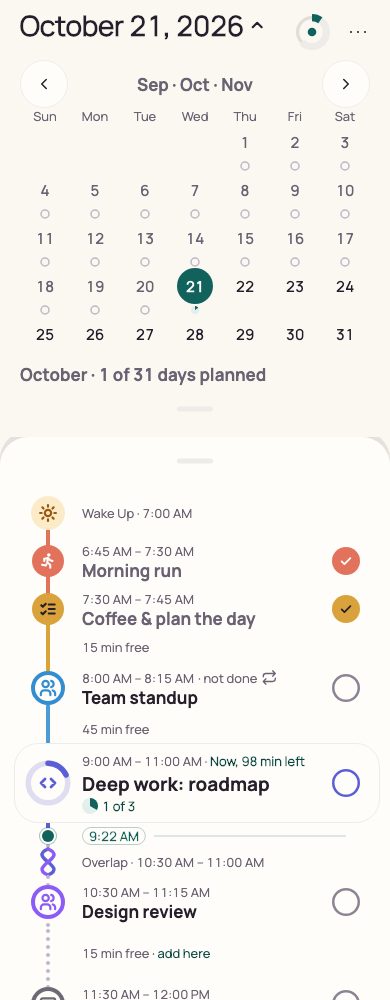 October 21, 2026
Sep · Oct · Nov
Sun Mon Tue Wed Thu Fri Sat
1 2 3
4 5 6 7 8 9 10
11 12 13 14 15 16 17
18 19 20 21 22 23 24
25 26 27 28 29 30 31
October · 1 of 31 days planned
Wake Up · 7:00 AM
6:45 AM – 7:30 AM
Morning run
7:30 AM – 7:45 AM
Coffee & plan the day
15 min free
8:00 AM – 8:15 AM · not done
Team standup
45 min free
9:00 AM – 11:00 AM · Now, 98 min left
Deep work: roadmap
1 of 3
9:22 AM
Overlap · 10:30 AM – 11:00 AM
10:30 AM – 11:15 AM
Design review
15 min free · add here
11:30 AM – 12:00 PM